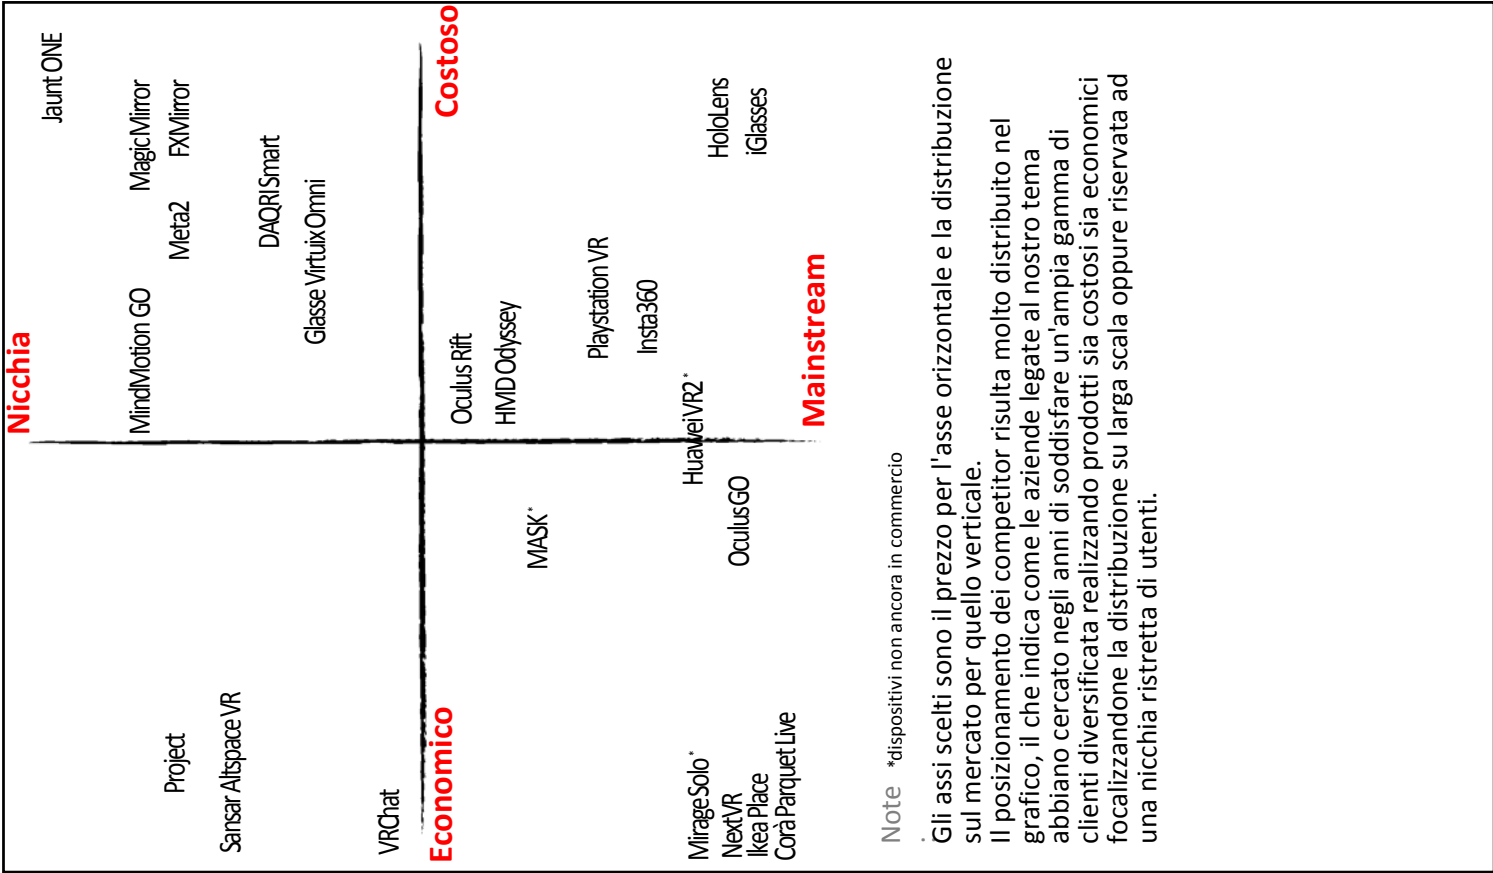 Nicchia
Jaunt ONE
MindMotion GO
MagicMirror
Project
Meta2
FXMirror
Sansar Altspace VR
DAQRI Smart
Glasse Virtuix Omni
VRChat
Economico
Costoso
Oculus Rift
HMD Odyssey
MASK*
Playstation VR
Insta360
Huawei VR2*
MirageSolo*
HoloLens
NextVR
OculusGO
Ikea Place
iGlasses
Corà Parquet Live
Mainstream
Note *dispositivi non ancora in commercio
Gli assi scelti sono il prezzo per l'asse orizzontale e la distribuzione
sul mercato per quello verticale.
Il posizionamento dei competitor risulta molto distribuito nel
grafico, il che indica come le aziende legate al nostro tema
abbiano cercato negli anni di soddisfare un'ampia gamma di
clienti diversificata realizzando prodotti sia costosi sia economici
focalizzandone la distribuzione su larga scala oppure riservata ad
una nicchia ristretta di utenti.